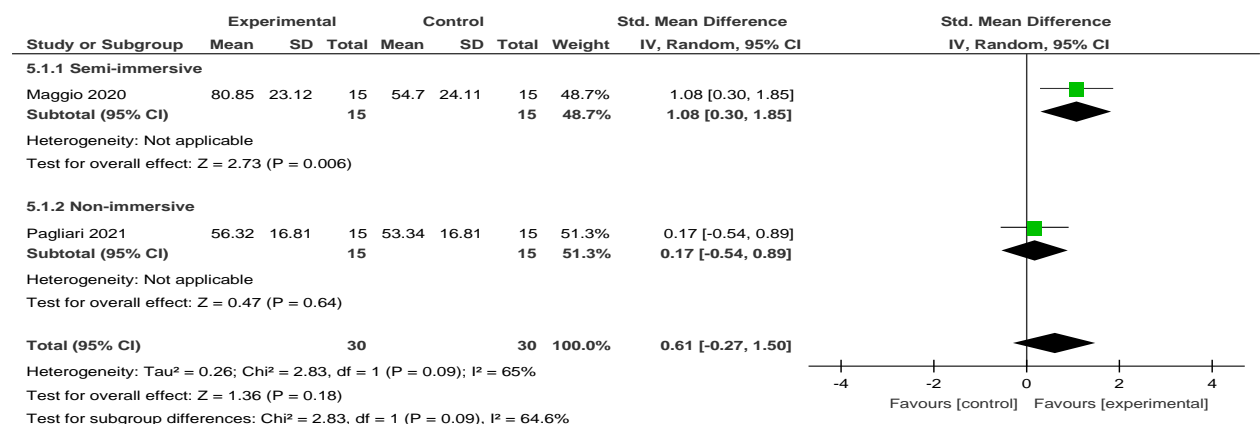 Experimental Control Std. Mean Difference Std. Mean Difference
Study or Subgroup Mean SD Total Mean SD Total Weight IV, Random, 95% CI IV, Random, 95% CI
5.1.1 Semi-immersive
Maggio 2020 80.85 23.12 15 54.7 24.11 15 48.7% 1.08 [0.30, 1.85]
Subtotal (95% CI) 15 15 48.7% 1.08 [0.30, 1.85]
Heterogeneity: Not applicable
Test for overall effect: Z = 2.73 (P = 0.006)
5.1.2 Non-immersive
Pagliari 2021 56.32 16.81 15 53.34 16.81 15 51.3% 0.17 [-0.54, 0.89]
Subtotal (95% CI) 15 15 51.3% 0.17 [-0.54, 0.89]
Heterogeneity: Not applicable
Test for overall effect: Z = 0.47 (P = 0.64)
Total (95% CI) 30 30 100.0% 0.61 [-0.27, 1.50]
Heterogeneity: Tau² = 0.26; Chi² = 2.83, df = 1 (P = 0.09); I² = 65%
Test for overall effect: Z = 1.36 (P = 0.18)
Test for subgroup differences: Chi² = 2.83, df = 1 (P = 0.09), I² = 64.6%
-4 -2 0 2 4
Favours [control] Favours [experimental]